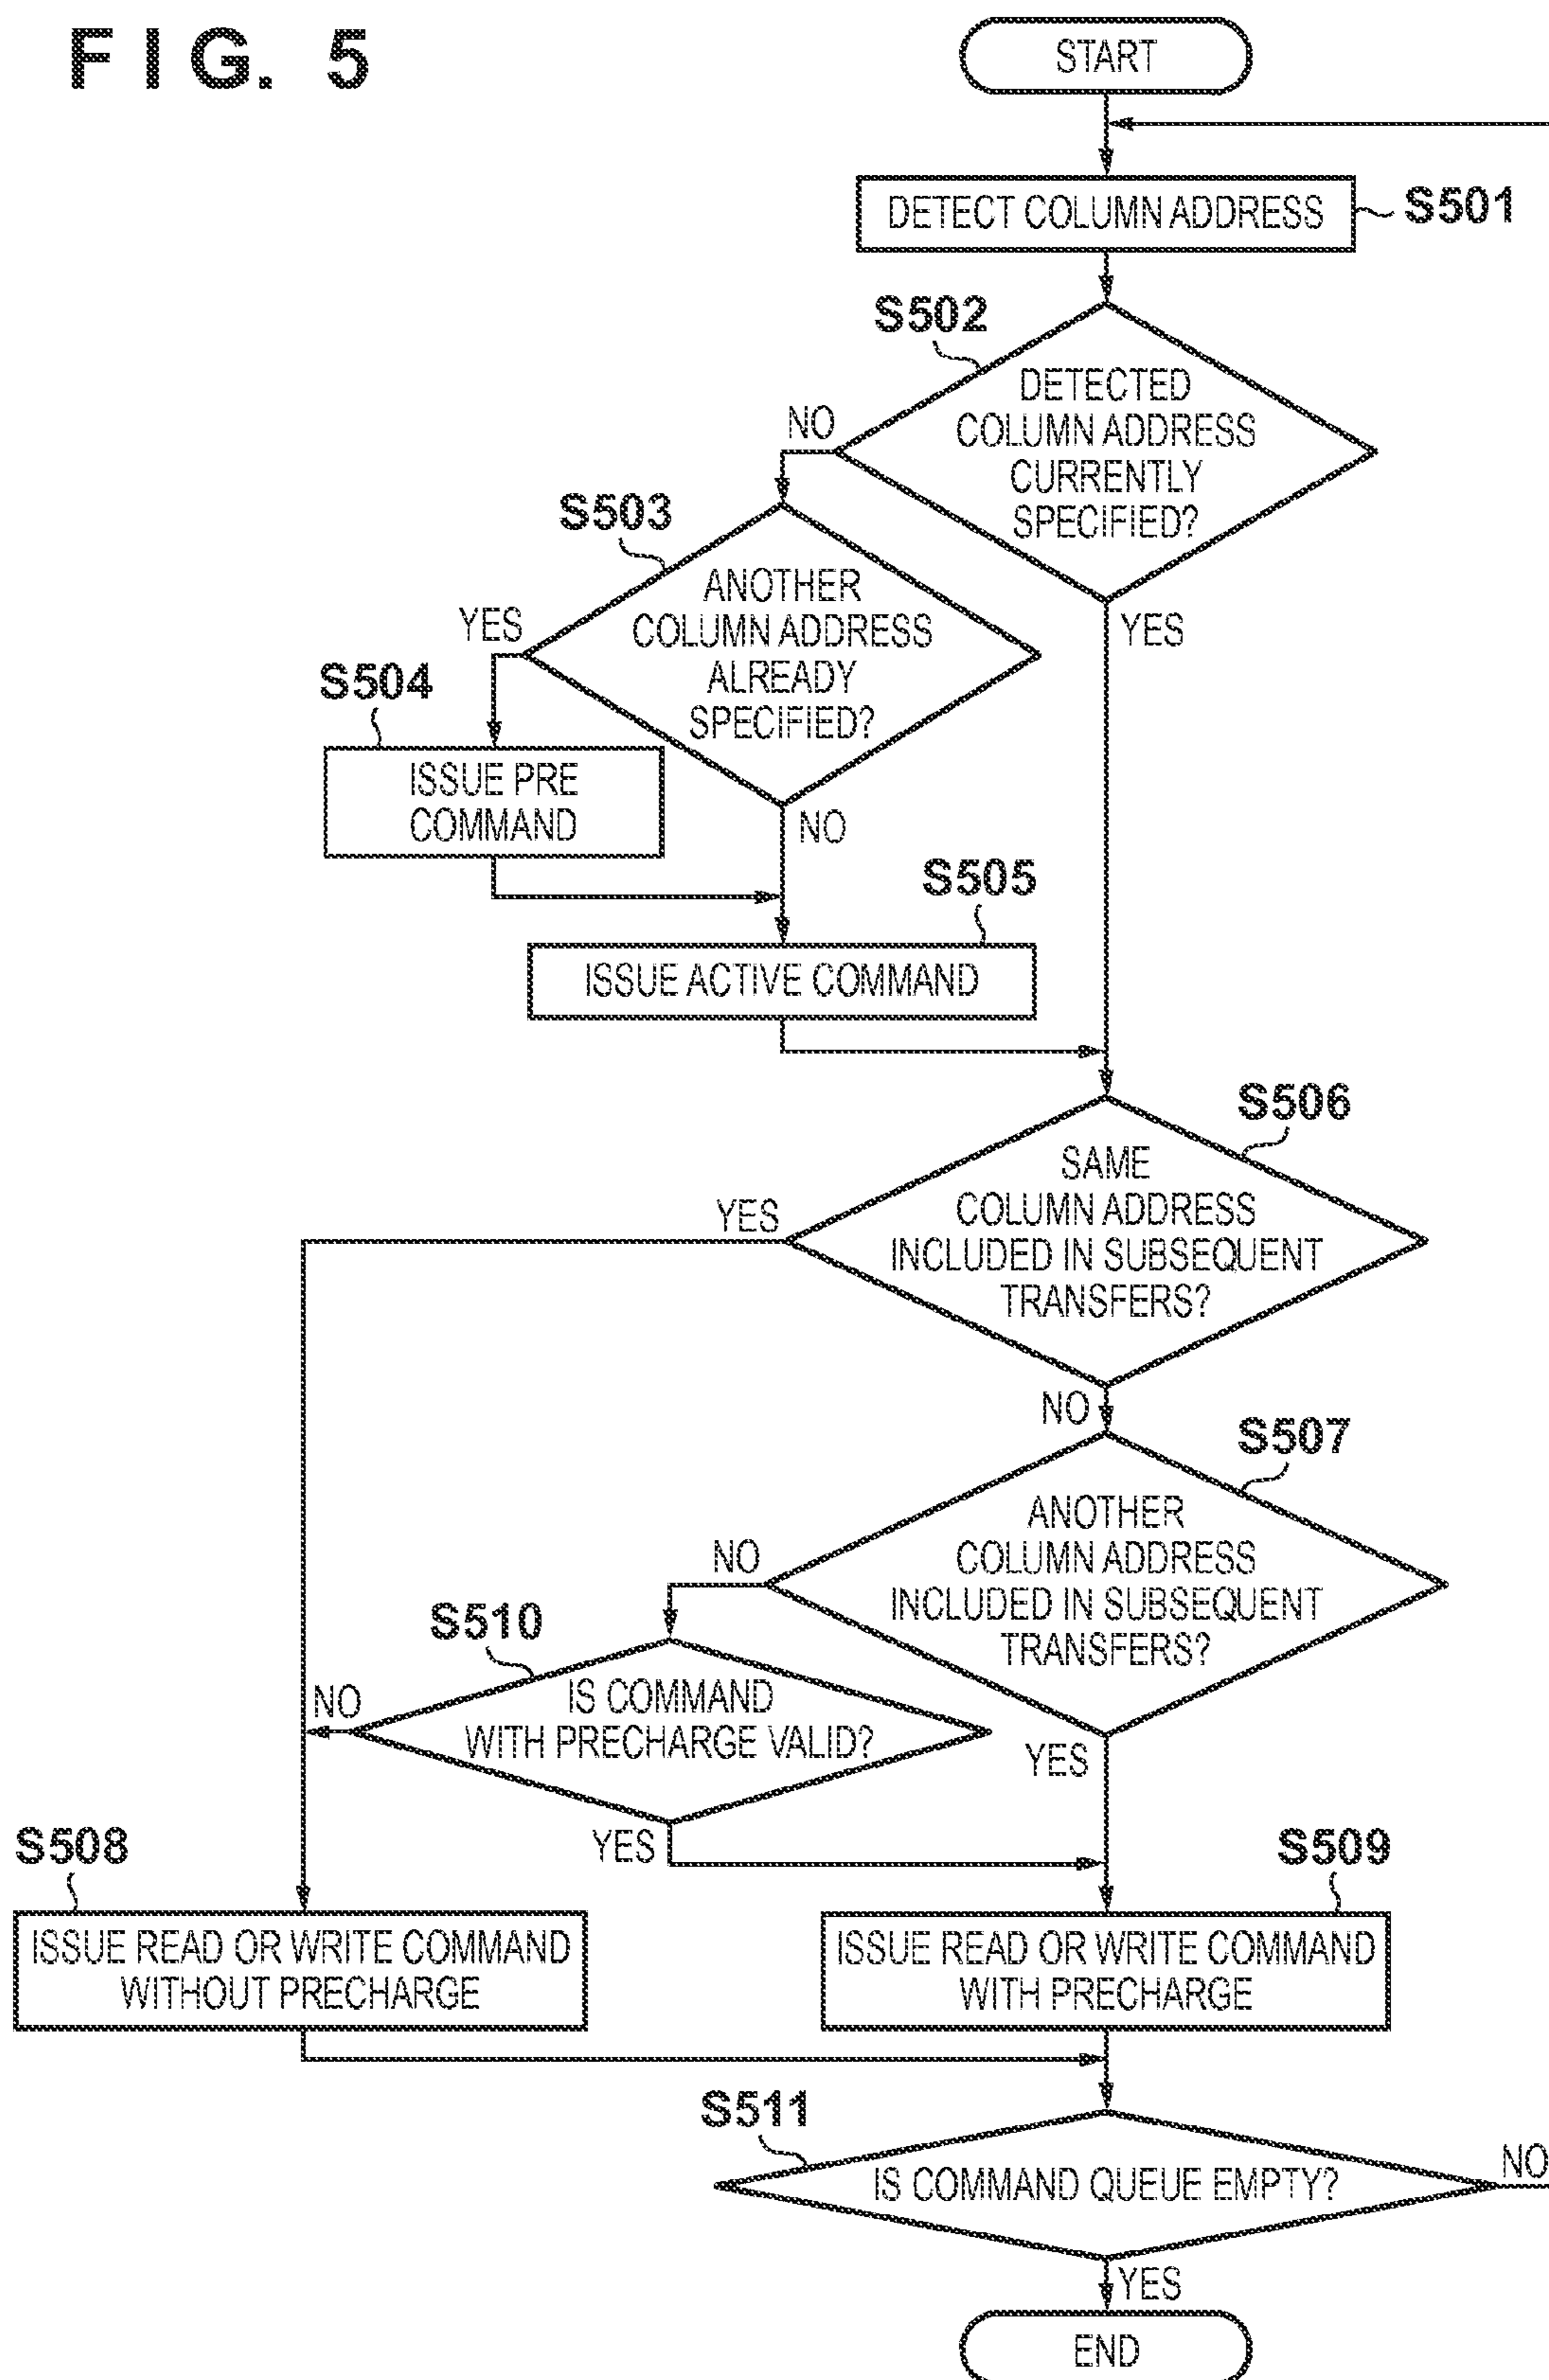 FIG. 5
START
DETECT COLUMN ADDRESS
S501
S502
DETECTED
COLUMN ADDRESS
CURRENTLY
SPECIFIED?
NO
YES
S503
ANOTHER
COLUMN ADDRESS
ALREADY
SPECIFIED?
YES
NO
S504
ISSUE PRE
COMMAND
S505
ISSUE ACTIVE COMMAND
S506
SAME
COLUMN ADDRESS
INCLUDED IN SUBSEQUENT
TRANSFERS?
YES
NO
S507
ANOTHER
COLUMN ADDRESS
INCLUDED IN SUBSEQUENT
TRANSFERS?
NO
YES
S510
IS COMMAND
WITH PRECHARGE VALID?
NO
YES
S508
ISSUE READ OR WRITE COMMAND
WITHOUT PRECHARGE
S509
ISSUE READ OR WRITE COMMAND
WITH PRECHARGE
S511
IS COMMAND QUEUE EMPTY?
NO
YES
END